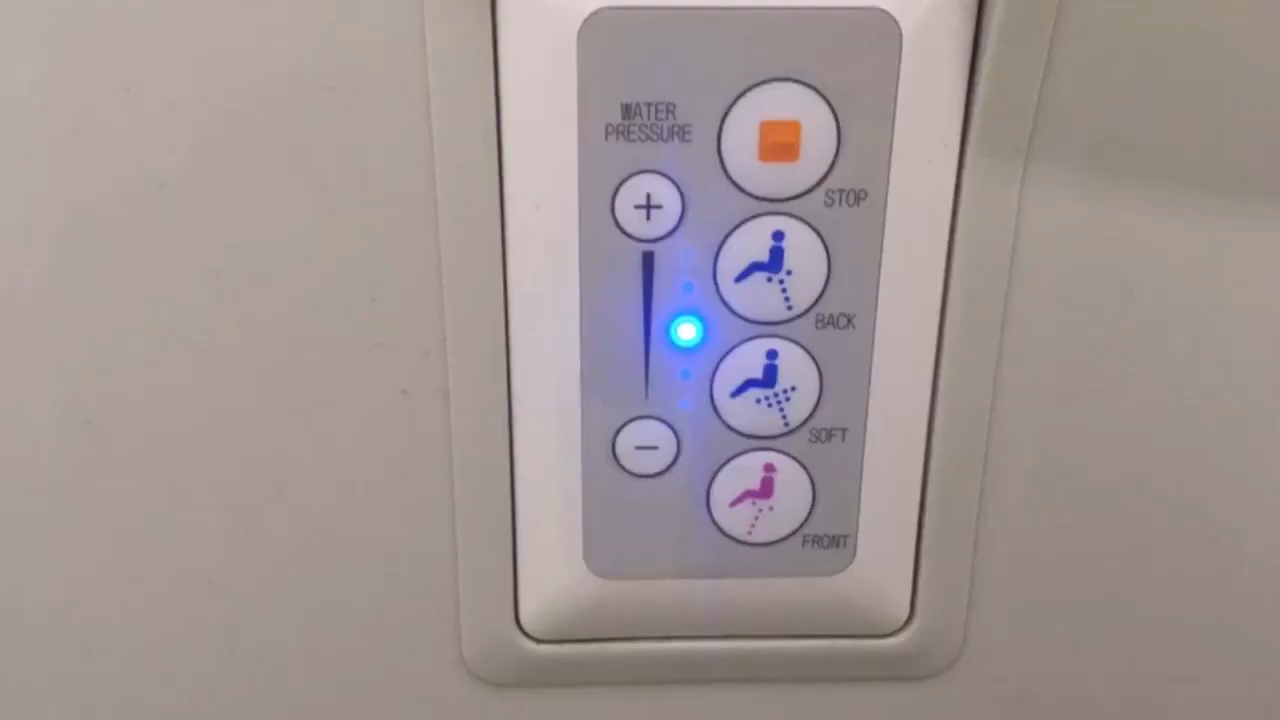 WATER
PRESSURE
+
−
STOP
BACK
SOFT
FRONT